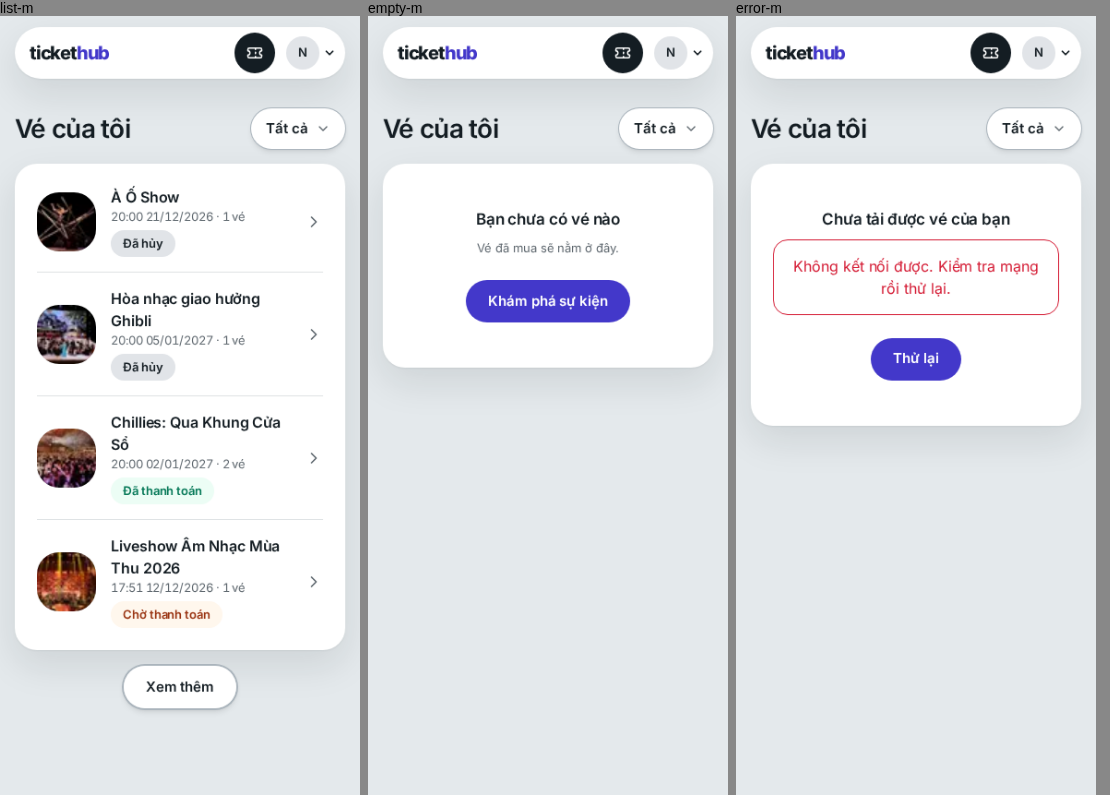 list-m
tickethub
N
Vé của tôi
Tất cả
À Ố Show
20:00 21/12/2026 · 1 vé
Đã hủy
Hòa nhạc giao hưởng
Ghibli
20:00 05/01/2027 · 1 vé
Đã hủy
Chillies: Qua Khung Cửa
Sổ
20:00 02/01/2027 · 2 vé
Đã thanh toán
Liveshow Âm Nhạc Mùa
Thu 2026
17:51 12/12/2026 · 1 vé
Chờ thanh toán
Xem thêm
empty-m
tickethub
N
Vé của tôi
Tất cả
Bạn chưa có vé nào
Vé đã mua sẽ nằm ở đây.
Khám phá sự kiện
error-m
tickethub
N
Vé của tôi
Tất cả
Chưa tải được vé của bạn
Không kết nối được. Kiểm tra mạng
rồi thử lại.
Thử lại